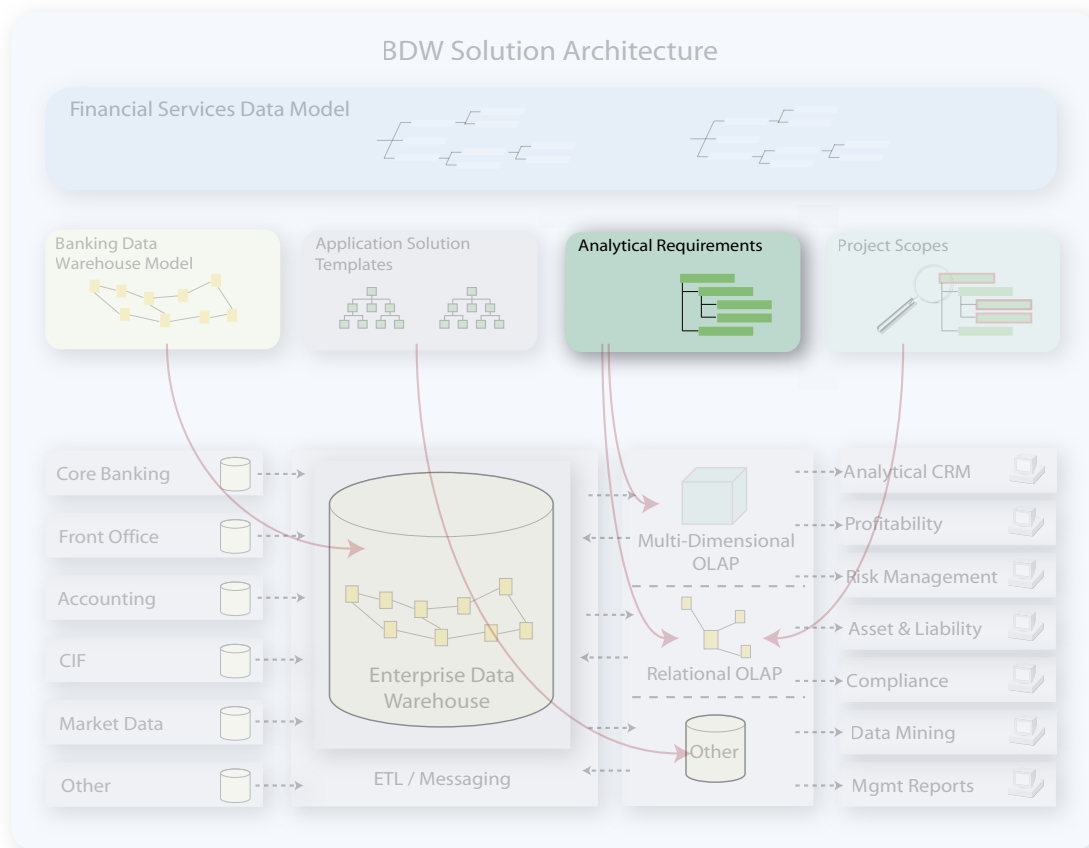 BDW Solution Architecture
Financial Services Data Model
Banking Data
Warehouse Model
Application Solution
Templates
Analytical Requirements
Project Scopes
Core Banking
Front Office
Accounting
CIF
Market Data
Other
Enterprise Data
Warehouse
ETL / Messaging
Multi-Dimensional
OLAP
Relational OLAP
Other
Analytical CRM
Profitability
Risk Management
Asset & Liability
Compliance
Data Mining
Mgmt Reports